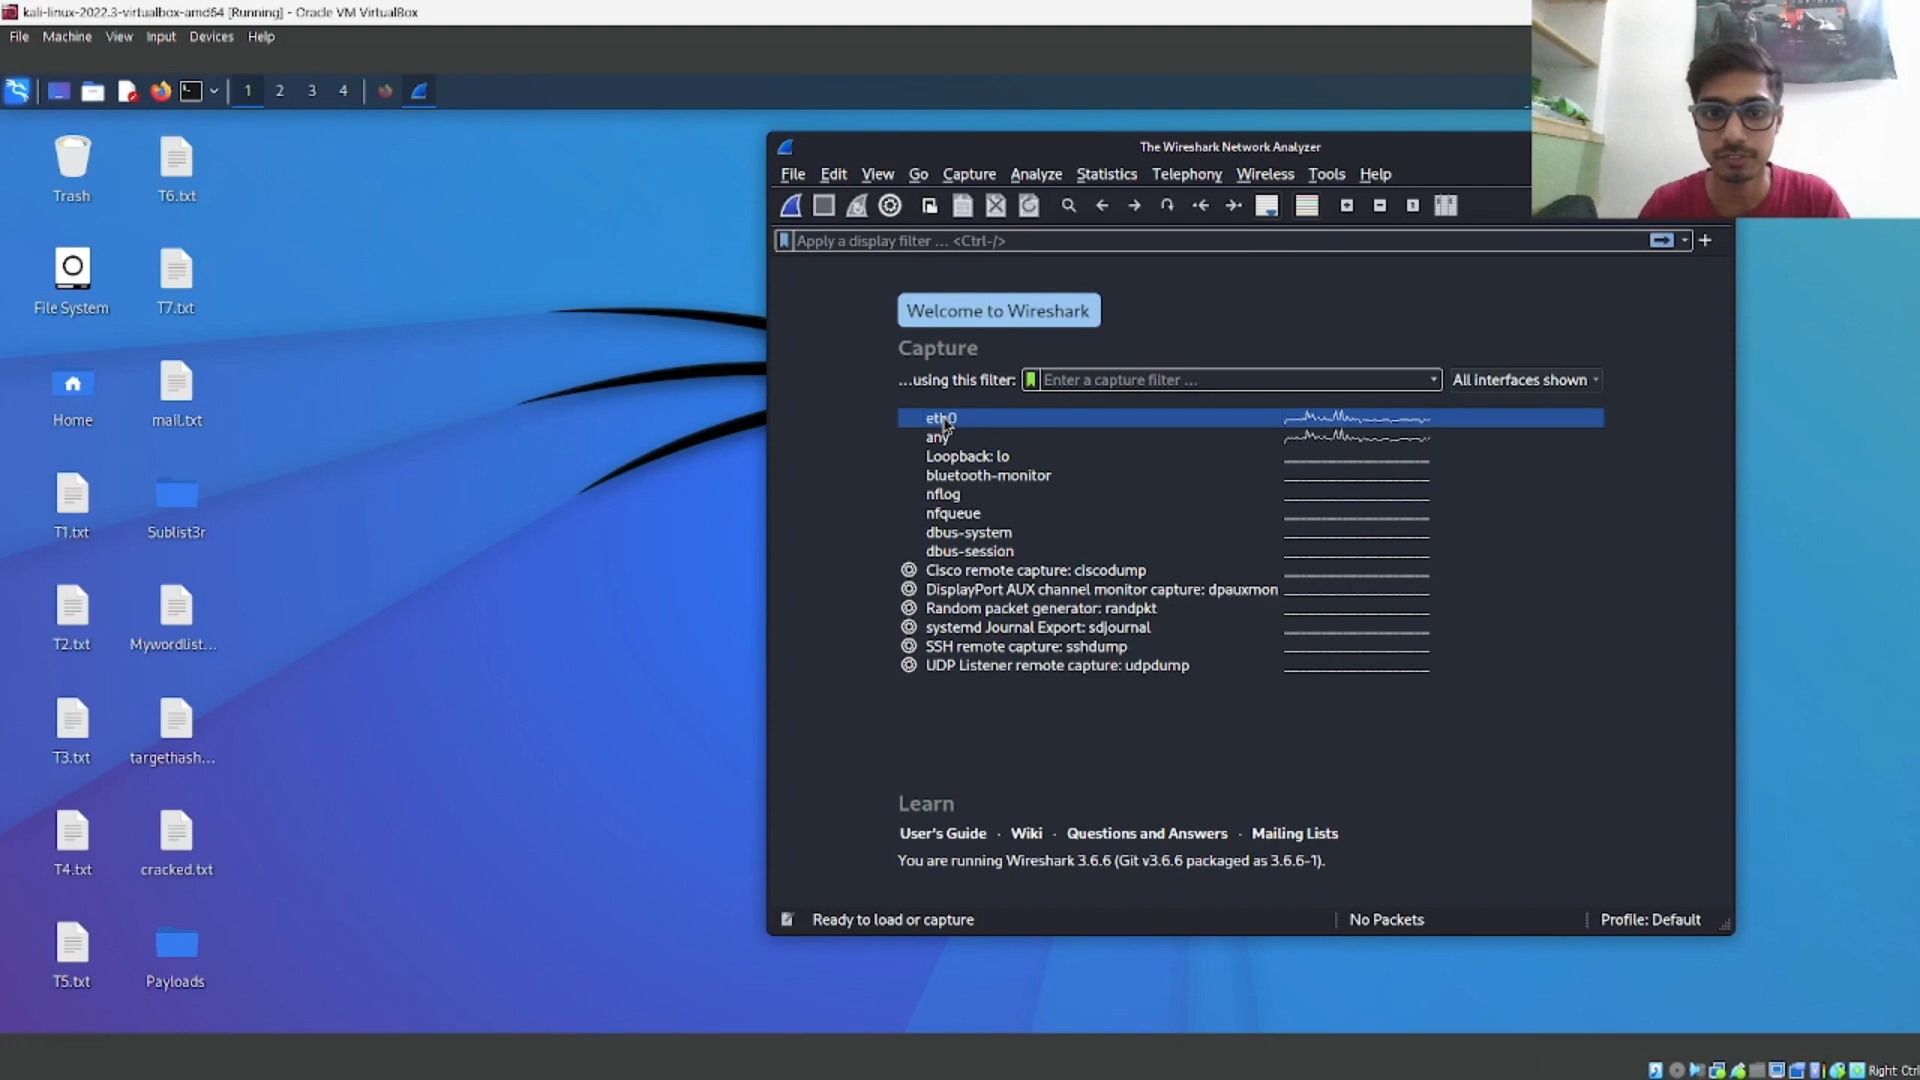 kali-linux-2022.3-virtualbox-amd64 [Running] - Oracle VM VirtualBox
File Machine View Input Devices Help
1 2 3 4
Trash
T6.txt
File System
T7.txt
Home
mail.txt
T1.txt
Sublist3r
T2.txt
Mywordlist...
T3.txt
targethash...
T4.txt
cracked.txt
T5.txt
Payloads
The Wireshark Network Analyzer
File Edit View Go Capture Analyze Statistics Telephony Wireless Tools Help
Apply a display filter ... <Ctrl-/>
Welcome to Wireshark
Capture
...using this filter: Enter a capture filter ... All interfaces shown
eth0
any
Loopback: lo
bluetooth-monitor
nflog
nfqueue
dbus-system
dbus-session
Cisco remote capture: ciscodump
DisplayPort AUX channel monitor capture: dpauxmon
Random packet generator: randpkt
systemd Journal Export: sdjournal
SSH remote capture: sshdump
UDP Listener remote capture: udpdump
Learn
User's Guide · Wiki · Questions and Answers · Mailing Lists
You are running Wireshark 3.6.6 (Git v3.6.6 packaged as 3.6.6-1).
Ready to load or capture No Packets Profile: Default
Right Ctrl